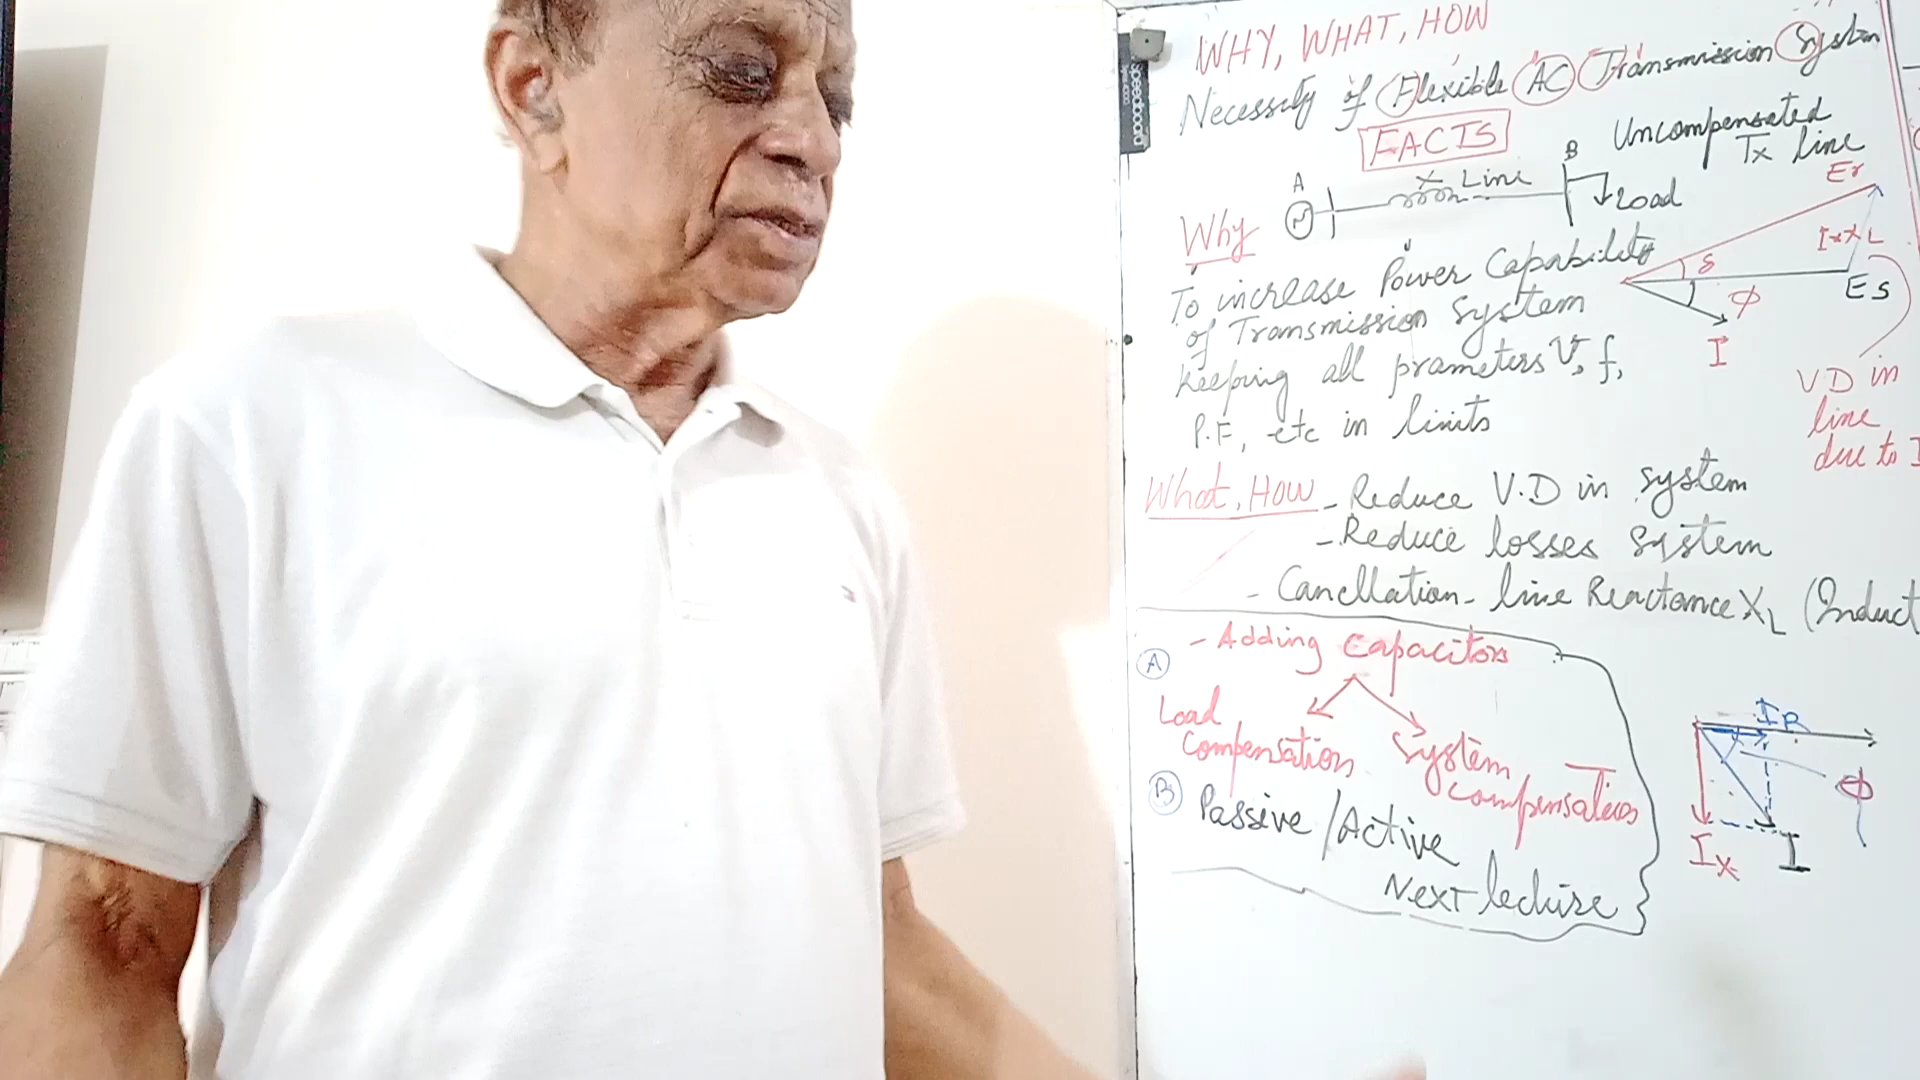 WHY, WHAT, HOW
Necessity of Flexible AC Transmission System
FACTS
Uncompensated
Tx line
A
X Line
B
Load
Er
I*XL
δ
Es
ϕ
I
VD in
line
due to I
Why
To increase Power Capability
of Transmission System
Keeping all prameters V, f,
P.F, etc in limits
What, HOW - Reduce V.D in system
- Reduce losses System
- Canellation - line Reactance XL (Induct
A - Adding capacitors
Load
compensation
System
compensation
B Passive / Active
Next lecture
IR
ϕ
IX
I
speedboard